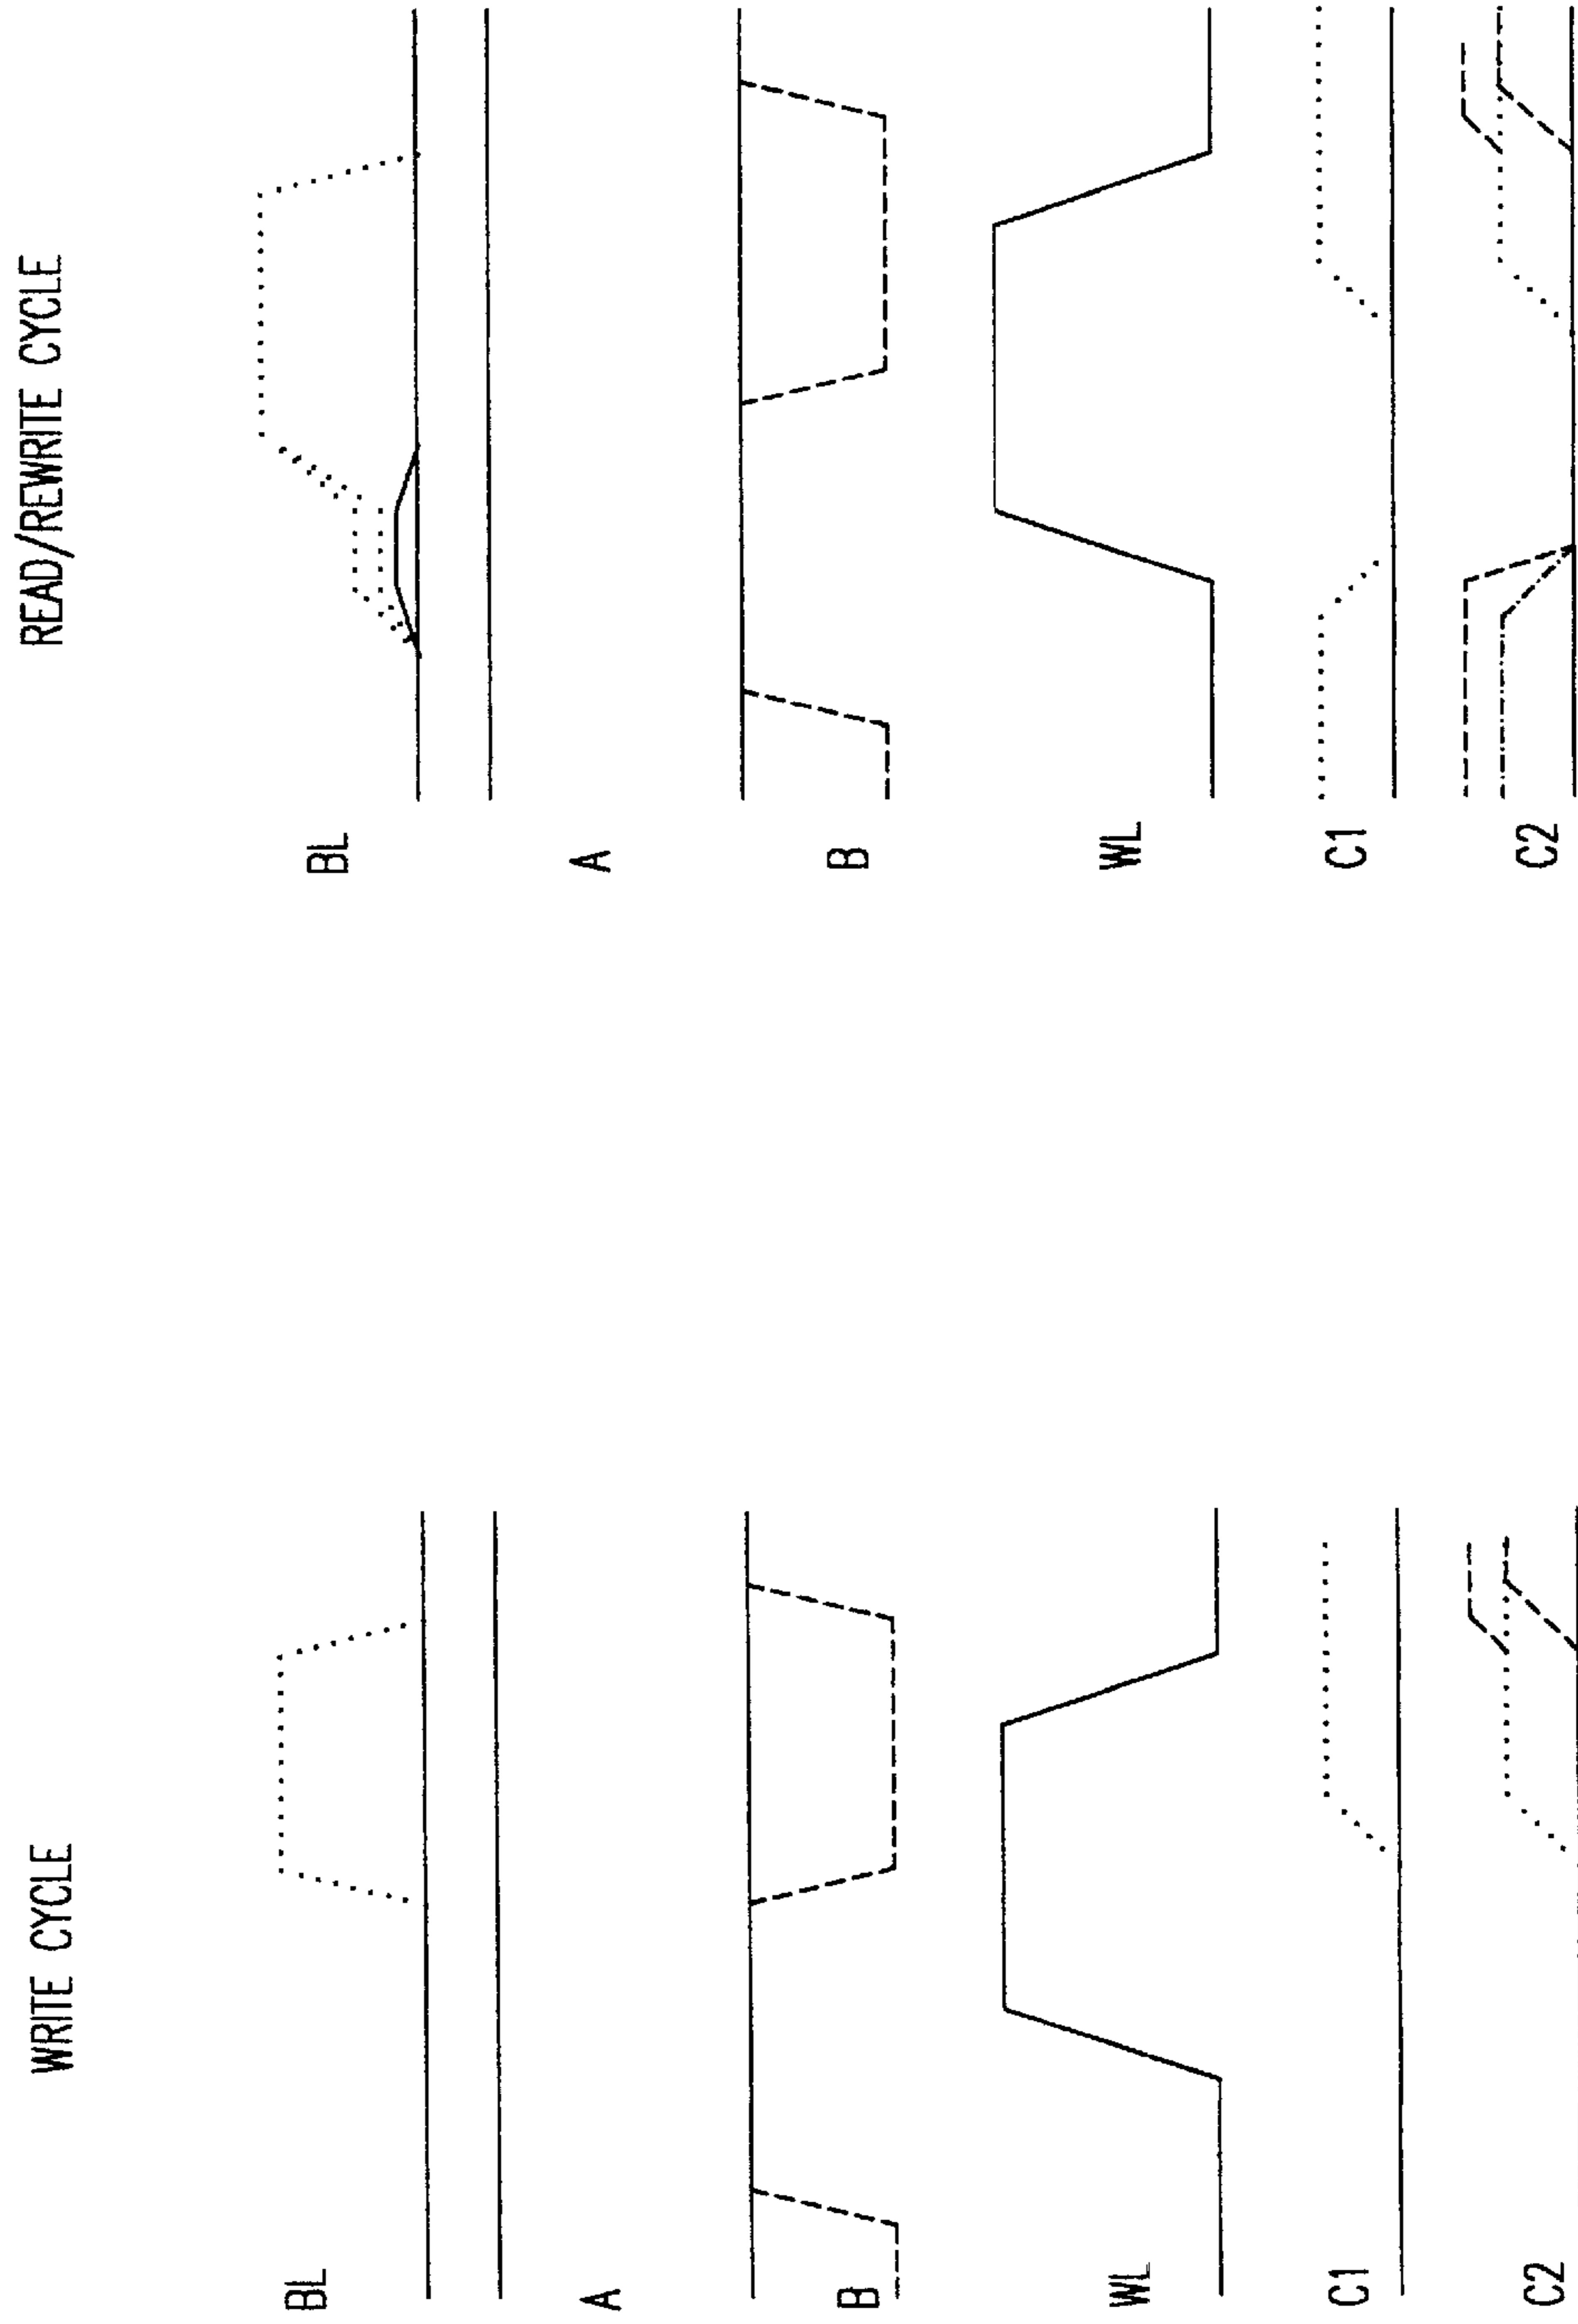 WRITE CYCLE
BL
A
B
WL
C1
C2
READ/REWRITE CYCLE
BL
A
B
WL
C1
C2